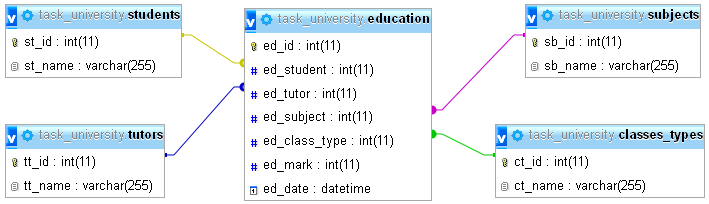 task_university students
st_id : int(11)
st_name : varchar(255)
task_university tutors
tt_id : int(11)
tt_name : varchar(255)
task_university education
ed_id : int(11)
ed_student : int(11)
ed_tutor : int(11)
ed_subject : int(11)
ed_class_type : int(11)
ed_mark : int(11)
ed_date : datetime
task_university subjects
sb_id : int(11)
sb_name : varchar(255)
task_university classes_types
ct_id : int(11)
ct_name : varchar(255)